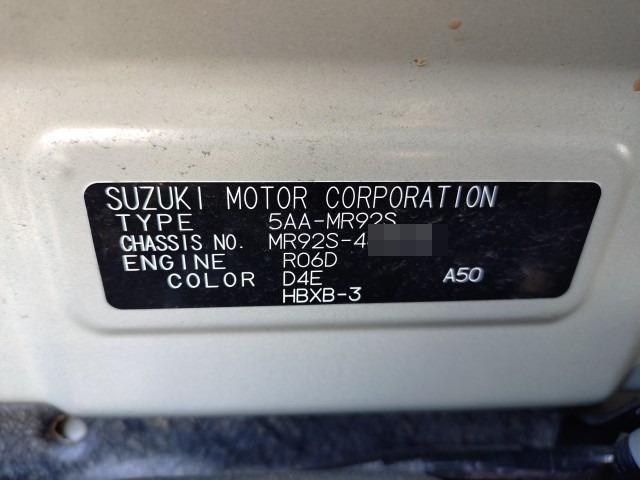 SUZUKI MOTOR CORPORATION
TYPE 5AA-MR92S
CHASSIS NO. MR92S-4
ENGINE R06D
COLOR D4E A50
HBXB-3